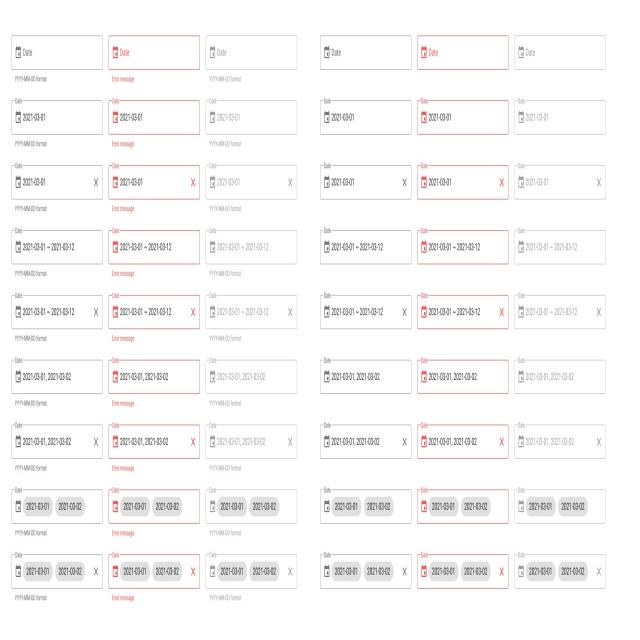 Date Date Date Date Date Date
YYYY-MM-DD format Error message YYYY-MM-DD format
Date Date Date Date Date Date
2021-03-01 2021-03-01 2021-03-01 2021-03-01 2021-03-01 2021-03-01
YYYY-MM-DD format Error message YYYY-MM-DD format
Date Date Date Date Date Date
2021-03-01 2021-03-01 2021-03-01 2021-03-01 2021-03-01 2021-03-01
YYYY-MM-DD format Error message YYYY-MM-DD format
Date Date Date Date Date Date
2021-03-01 ~ 2021-03-12 2021-03-01 ~ 2021-03-12 2021-03-01 ~ 2021-03-12 2021-03-01 ~ 2021-03-12 2021-03-01 ~ 2021-03-12 2021-03-01 ~ 2021-03-12
YYYY-MM-DD format Error message YYYY-MM-DD format
Date Date Date Date Date Date
2021-03-01 ~ 2021-03-12 2021-03-01 ~ 2021-03-12 2021-03-01 ~ 2021-03-12 2021-03-01 ~ 2021-03-12 2021-03-01 ~ 2021-03-12 2021-03-01 ~ 2021-03-12
YYYY-MM-DD format Error message YYYY-MM-DD format
Date Date Date Date Date Date
2021-03-01, 2021-03-02 2021-03-01, 2021-03-02 2021-03-01, 2021-03-02 2021-03-01, 2021-03-02 2021-03-01, 2021-03-02 2021-03-01, 2021-03-02
YYYY-MM-DD format Error message YYYY-MM-DD format
Date Date Date Date Date Date
2021-03-01, 2021-03-02 2021-03-01, 2021-03-02 2021-03-01, 2021-03-02 2021-03-01, 2021-03-02 2021-03-01, 2021-03-02 2021-03-01, 2021-03-02
YYYY-MM-DD format Error message YYYY-MM-DD format
Date Date Date Date Date Date
2021-03-01 2021-03-02 2021-03-01 2021-03-02 2021-03-01 2021-03-02 2021-03-01 2021-03-02 2021-03-01 2021-03-02 2021-03-01 2021-03-02
YYYY-MM-DD format Error message YYYY-MM-DD format
Date Date Date Date Date Date
2021-03-01 2021-03-02 2021-03-01 2021-03-02 2021-03-01 2021-03-02 2021-03-01 2021-03-02 2021-03-01 2021-03-02 2021-03-01 2021-03-02
YYYY-MM-DD format Error message YYYY-MM-DD format